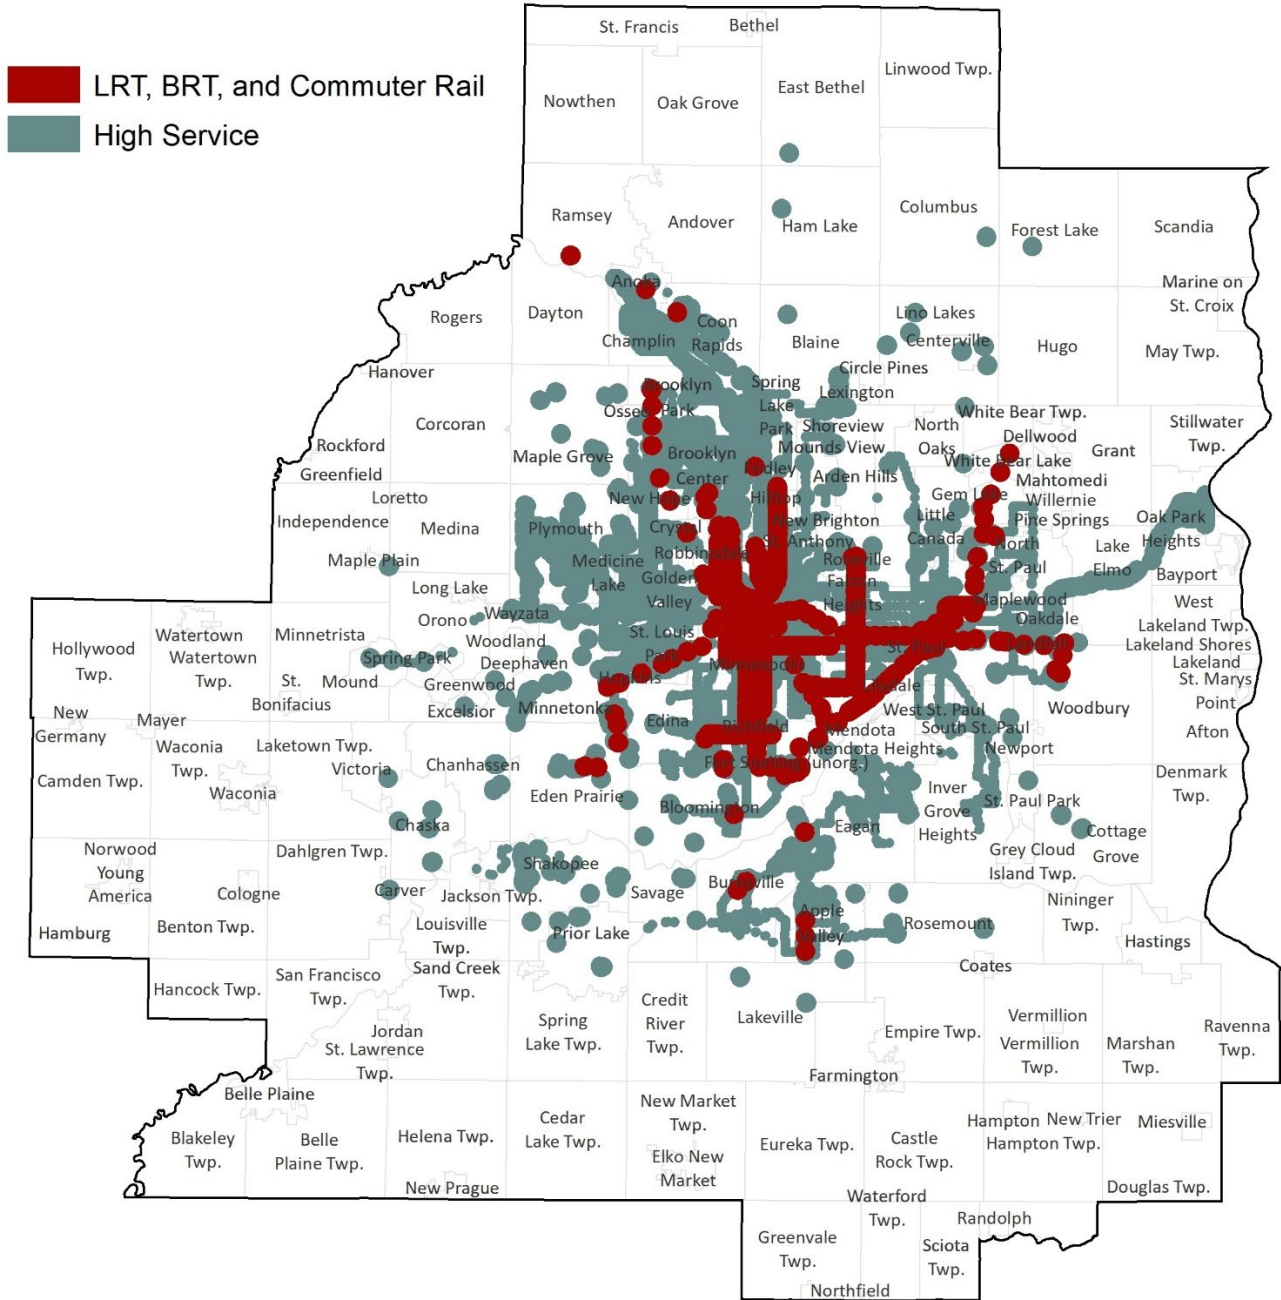 St. Francis
Bethel
LRT, BRT, and Commuter Rail
High Service
Linwood Twp.
Nowthen
Oak Grove
East Bethel
Ramsey
Andover
Ham Lake
Columbus
Forest Lake
Scandia
Anoka
Marine on
St. Croix
Rogers
Dayton
Coon
Rapids
Champlin
Blaine
Lino Lakes
Centerville
Hugo
May Twp.
Hanover
Circle Pines
Lexington
Brooklyn
Park
Spring
Lake
Park
Osseo
Corcoran
Shoreview
North
Oaks
White Bear Twp.
Dellwood
Grant
Stillwater
Twp.
Rockford
Greenfield
Maple Grove
Brooklyn
Center
Mounds View
Fridley
Arden Hills
White Bear Lake
Mahtomedi
Willernie
Loretto
New Hope
Hilltop
Gem Lake
Independence
Medina
Plymouth
Crystal
New Brighton
Little
Canada
Pine Springs
Oak Park
Heights
Maple Plain
Medicine
Lake
Robbinsdale
St. Anthony
Roseville
North
St. Paul
Lake
Elmo
Bayport
Long Lake
Golden
Valley
Falcon
Heights
Maplewood
West
Lakeland Twp.
Orono
Wayzata
Oakdale
Hollywood
Twp.
Watertown
Watertown
Twp.
Minnetrista
Woodland
St. Louis
Park
Minneapolis
St. Paul
Landfall
Lakeland Shores
Lakeland
Spring Park
Deephaven
Mound
St.
Bonifacius
Greenwood
Hopkins
Lilydale
St. Marys
Point
New
Germany
Mayer
Excelsior
Minnetonka
Edina
Richfield
West St. Paul
Woodbury
Mendota
South St. Paul
Afton
Waconia
Twp.
Laketown Twp.
Mendota Heights
Newport
Camden Twp.
Waconia
Victoria
Chanhassen
Fort Snelling (unorg.)
Denmark
Twp.
Eden Prairie
Bloomington
Inver
Grove
Heights
St. Paul Park
Chaska
Eagan
Cottage
Grove
Norwood
Young
America
Dahlgren Twp.
Grey Cloud
Island Twp.
Shakopee
Cologne
Carver
Jackson Twp.
Savage
Burnsville
Nininger
Twp.
Hamburg
Benton Twp.
Louisville
Twp.
Prior Lake
Apple
Valley
Rosemount
Hastings
Sand Creek
Twp.
San Francisco
Twp.
Coates
Hancock Twp.
Credit
River
Twp.
Lakeville
Spring
Lake Twp.
Jordan
St. Lawrence
Twp.
Empire Twp.
Vermillion
Vermillion
Twp.
Marshan
Twp.
Ravenna
Twp.
Farmington
Belle Plaine
Blakeley
Twp.
Belle
Plaine Twp.
Helena Twp.
Cedar
Lake Twp.
New Market
Twp.
Elko New
Market
Eureka Twp.
Castle
Rock Twp.
Hampton
New Trier
Hampton Twp.
Miesville
New Prague
Waterford
Twp.
Douglas Twp.
Randolph
Greenvale
Twp.
Sciota
Twp.
Northfield